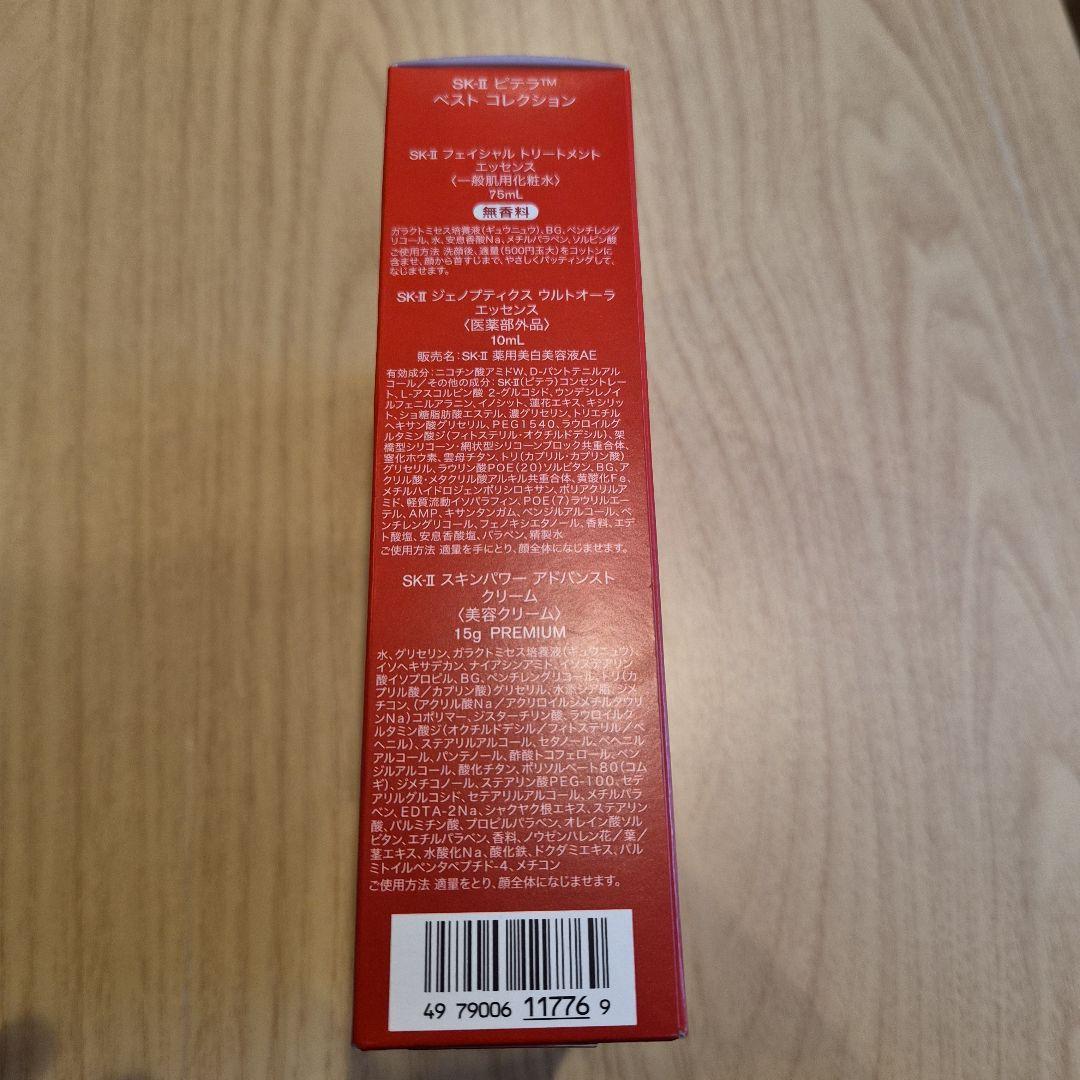 SK-II ピテラ™
ベスト コレクション
SK-II フェイシャル トリートメント
エッセンス
〈一般肌用化粧水〉
75mL
無香料
ガラクトミセス培養液(ギュウニュウ)、BG、ペンチレング
リコール、水、安息香酸Na、メチルパラベン、ソルビン酸
ご使用方法 洗顔後、適量(500円玉大)をコットンに
含ませ、顔から首すじまで、やさしくパッティングして、
なじませます。
SK-II ジェノプティクス ウルトオーラ
エッセンス
〈医薬部外品〉
10mL
販売名:SK-II 薬用美白美容液AE
有効成分:ニコチン酸アミドW、D-パントテニルアル
コール/その他の成分:SK-II(ピテラ)コンセントレー
ト、L-アスコルビン酸 2-グルコシド、ウンデシレノイ
ルフェニルアラニン、イノシット、蓮花エキス、キシリッ
ト、ショ糖脂肪酸エステル、濃グリセリン、トリエチル
ヘキサン酸グリセリル、PEG1540、ラウロイルグ
ルタミン酸ジ(フィトステリル・オクチルドデシル)、架
橋型シリコーン・網状型シリコーンブロック共重合体、
窒化ホウ素、雲母チタン、トリ(カプリル・カプリン酸)
グリセリル、ラウリン酸POE(20)ソルビタン、BG、ア
クリル酸・メタクリル酸アルキル共重合体、黄酸化Fe、
メチルハイドロジェンポリシロキサン、ポリアクリルア
ミド、軽質流動イソパラフィン、POE(7)ラウリルエー
テル、AMP、キサンタンガム、ベンジルアルコール、ペ
ンチレングリコール、フェノキシエタノール、香料、エデ
ト酸塩、安息香酸塩、パラベン、精製水
ご使用方法 適量を手にとり、顔全体になじませます。
SK-II スキンパワー アドバンスト
クリーム
〈美容クリーム〉
15g PREMIUM
水、グリセリン、ガラクトミセス培養液(ギュウニュウ)、
イソヘキサデカン、ナイアシンアミド、イソステアリン
酸イソプロピル、BG、ペンチレングリコール、トリ(カ
プリル酸/カプリン酸)グリセリル、水添シア脂、ジメ
チコン、(アクリル酸Na/アクリロイルジメチルタウリ
ンNa)コポリマー、ジスターチリン酸、ラウロイルグ
ルタミン酸ジ(オクチルドデシル/フィトステリル/ベ
ヘニル)、ステアリルアルコール、セタノール、ベヘニル
アルコール、パンテノール、酢酸トコフェロール、ベン
ジルアルコール、酸化チタン、ポリソルベート80(コム
ギ)、ジメチコノール、ステアリン酸PEG-100、セテ
アリルグルコシド、セテアリルアルコール、メチルパラ
ベン、EDTA-2Na、シャクヤク根エキス、ステアリン
酸、パルミチン酸、プロピルパラベン、オレイン酸ソル
ビタン、エチルパラベン、香料、ノウゼンハレン花/葉/
茎エキス、水酸化Na、酸化鉄、ドクダミエキス、パル
ミトイルペンタペプチド-4、メチコン
ご使用方法 適量をとり、顔全体になじませます。
49 79006 11776 9